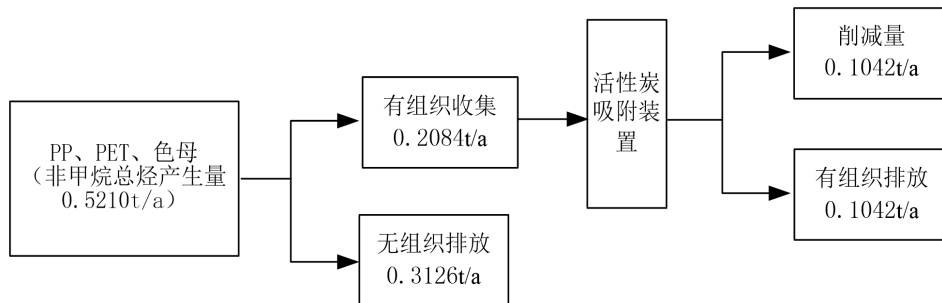 PP、PET、色母
（非甲烷总烃产生量
0.5210t/a）
有组织收集
0.2084t/a
无组织排放
0.3126t/a
活性炭
吸附装
置
削减量
0.1042t/a
有组织排放
0.1042t/a